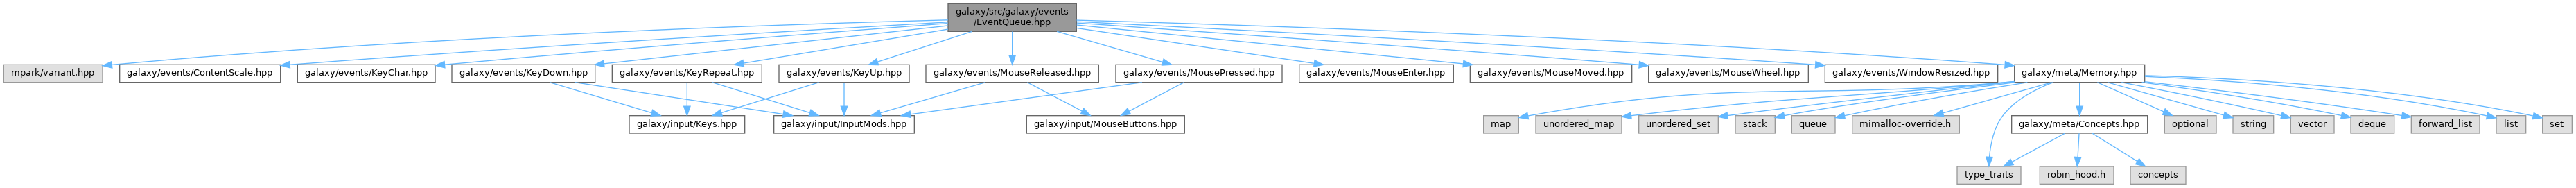 galaxy/src/galaxy/events
/EventQueue.hpp
mpark/variant.hpp
galaxy/events/ContentScale.hpp
galaxy/events/KeyChar.hpp
galaxy/events/KeyDown.hpp
galaxy/events/KeyRepeat.hpp
galaxy/events/KeyUp.hpp
galaxy/events/MouseReleased.hpp
galaxy/events/MousePressed.hpp
galaxy/events/MouseEnter.hpp
galaxy/events/MouseMoved.hpp
galaxy/events/MouseWheel.hpp
galaxy/events/WindowResized.hpp
galaxy/meta/Memory.hpp
galaxy/input/Keys.hpp
galaxy/input/InputMods.hpp
galaxy/input/MouseButtons.hpp
map
unordered_map
unordered_set
stack
queue
mimalloc-override.h
galaxy/meta/Concepts.hpp
optional
string
vector
deque
forward_list
list
set
type_traits
robin_hood.h
concepts